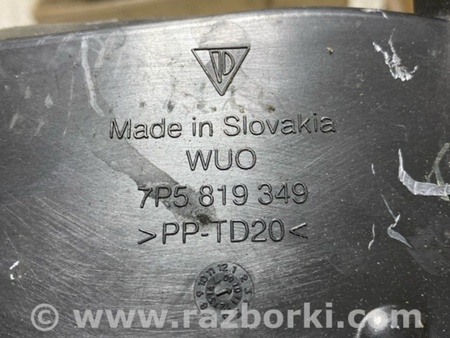 Made in Slovakia
WUO
7P5 819 349
>PP-TD20<
© www.razborki.com